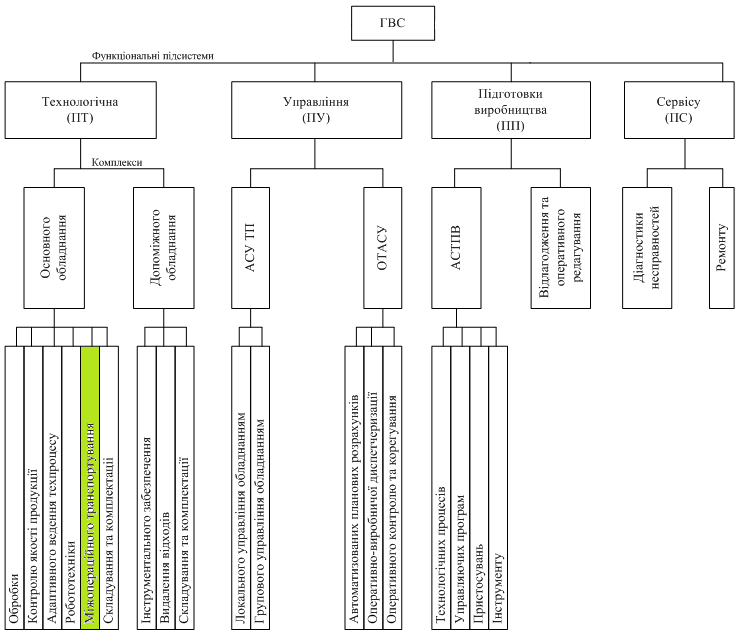 ГВС
Функціональні підсистеми
Технологічна
(ПТ)
Управління
(ПУ)
Підготовки
виробництва
(ПП)
Сервісу
(ПС)
Комплекси
Основного
обладнання
Допоміжного
обладнання
АСУ ТП
ОТАСУ
АСТПВ
Відлагодження та
оперативного
редагування
Діагностики
несправностей
Ремонту
Обробки
Контролю якості продукції
Адаптивного ведення техпроцесу
Робототехніки
Міжопераційного транспортування
Складування та комплектації
Інструментального забезпечення
Видалення відходів
Складування та комплектації
Локального управління обладнанням
Групового управління обладнанням
Автоматизованих планових розрахунків
Оперативно-виробничої диспетчеризації
Оперативного контролю та корегування
Технологічних процесів
Управляючих програм
Пристосувань
Інструменту